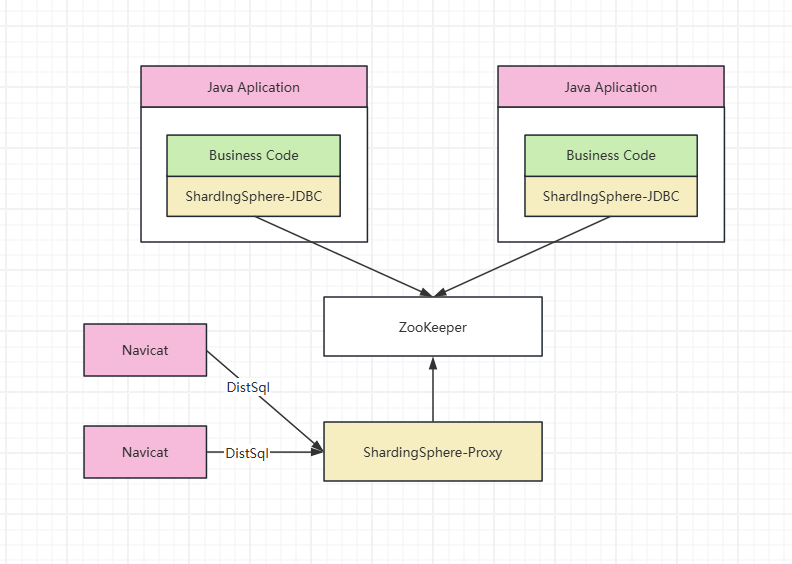 Java Aplication
Java Aplication
Business Code
Business Code
ShardIngSphere-JDBC
ShardIngSphere-JDBC
ZooKeeper
Navicat
DistSql
Navicat
DistSql
ShardingSphere-Proxy